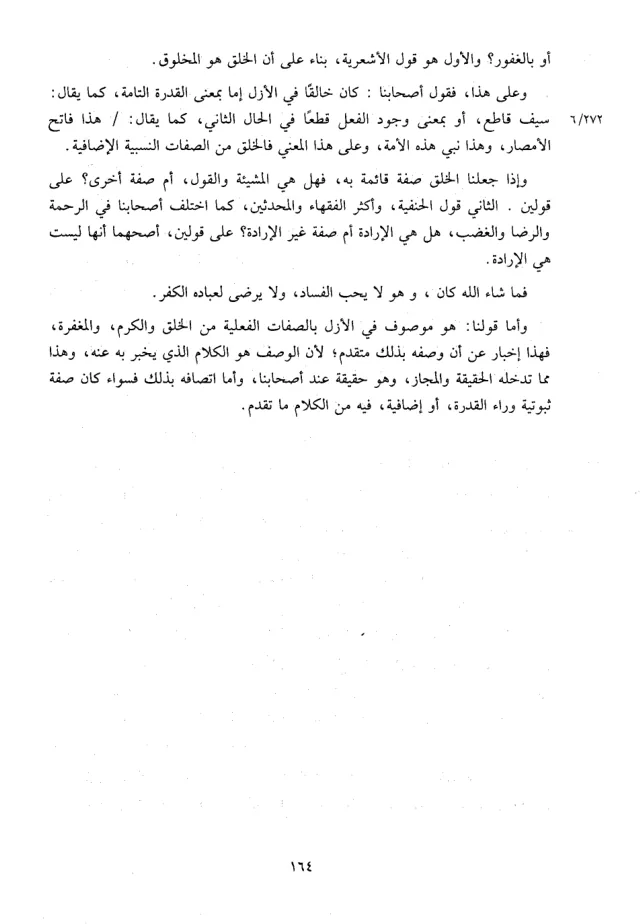 أو بالغفور؟ والأول هو قول الأشعرية، بناء على أن الخلق هو المخلوق.
وعلى هذا، فقول أصحابنا : كان خالقًا في الأزل إما بمعنى القدرة التامة، كما يقال:
سيف قاطع، أو بمعنى وجود الفعل قطعًا في الحال الثاني، كما يقال: / هذا فاتح ٦/٢٧٢
الأمصار، وهذا نبي هذه الأمة، وعلى هذا المعني فالخلق من الصفات النسبية الإضافية.
وإذا جعلنا الخلق صفة قائمة به، فهل هي المشيئة والقول، أم صفة أخرى؟ على
قولين . الثاني قول الحنفية، وأكثر الفقهاء والمحدثين، كما اختلف أصحابنا في الرحمة
والرضا والغضب، هل هي الإرادة أم صفة غير الإرادة؟ على قولين، أصحهما أنها ليست
هي الإرادة.
فما شاء الله كان ، و هو لا يحب الفساد، ولا يرضى لعباده الكفر.
وأما قولنا: هو موصوف في الأزل بالصفات الفعلية من الخلق والكرم، والمغفرة،
فهذا إخبار عن أن وصفه بذلك متقدم؛ لأن الوصف هو الكلام الذي يخبر به عنه، وهذا
مما تدخله الحقيقة والمجاز، وهو حقيقة عند أصحابنا، وأما اتصافه بذلك فسواء كان صفة
ثبوتية وراء القدرة، أو إضافية، فيه من الكلام ما تقدم.
١٦٤